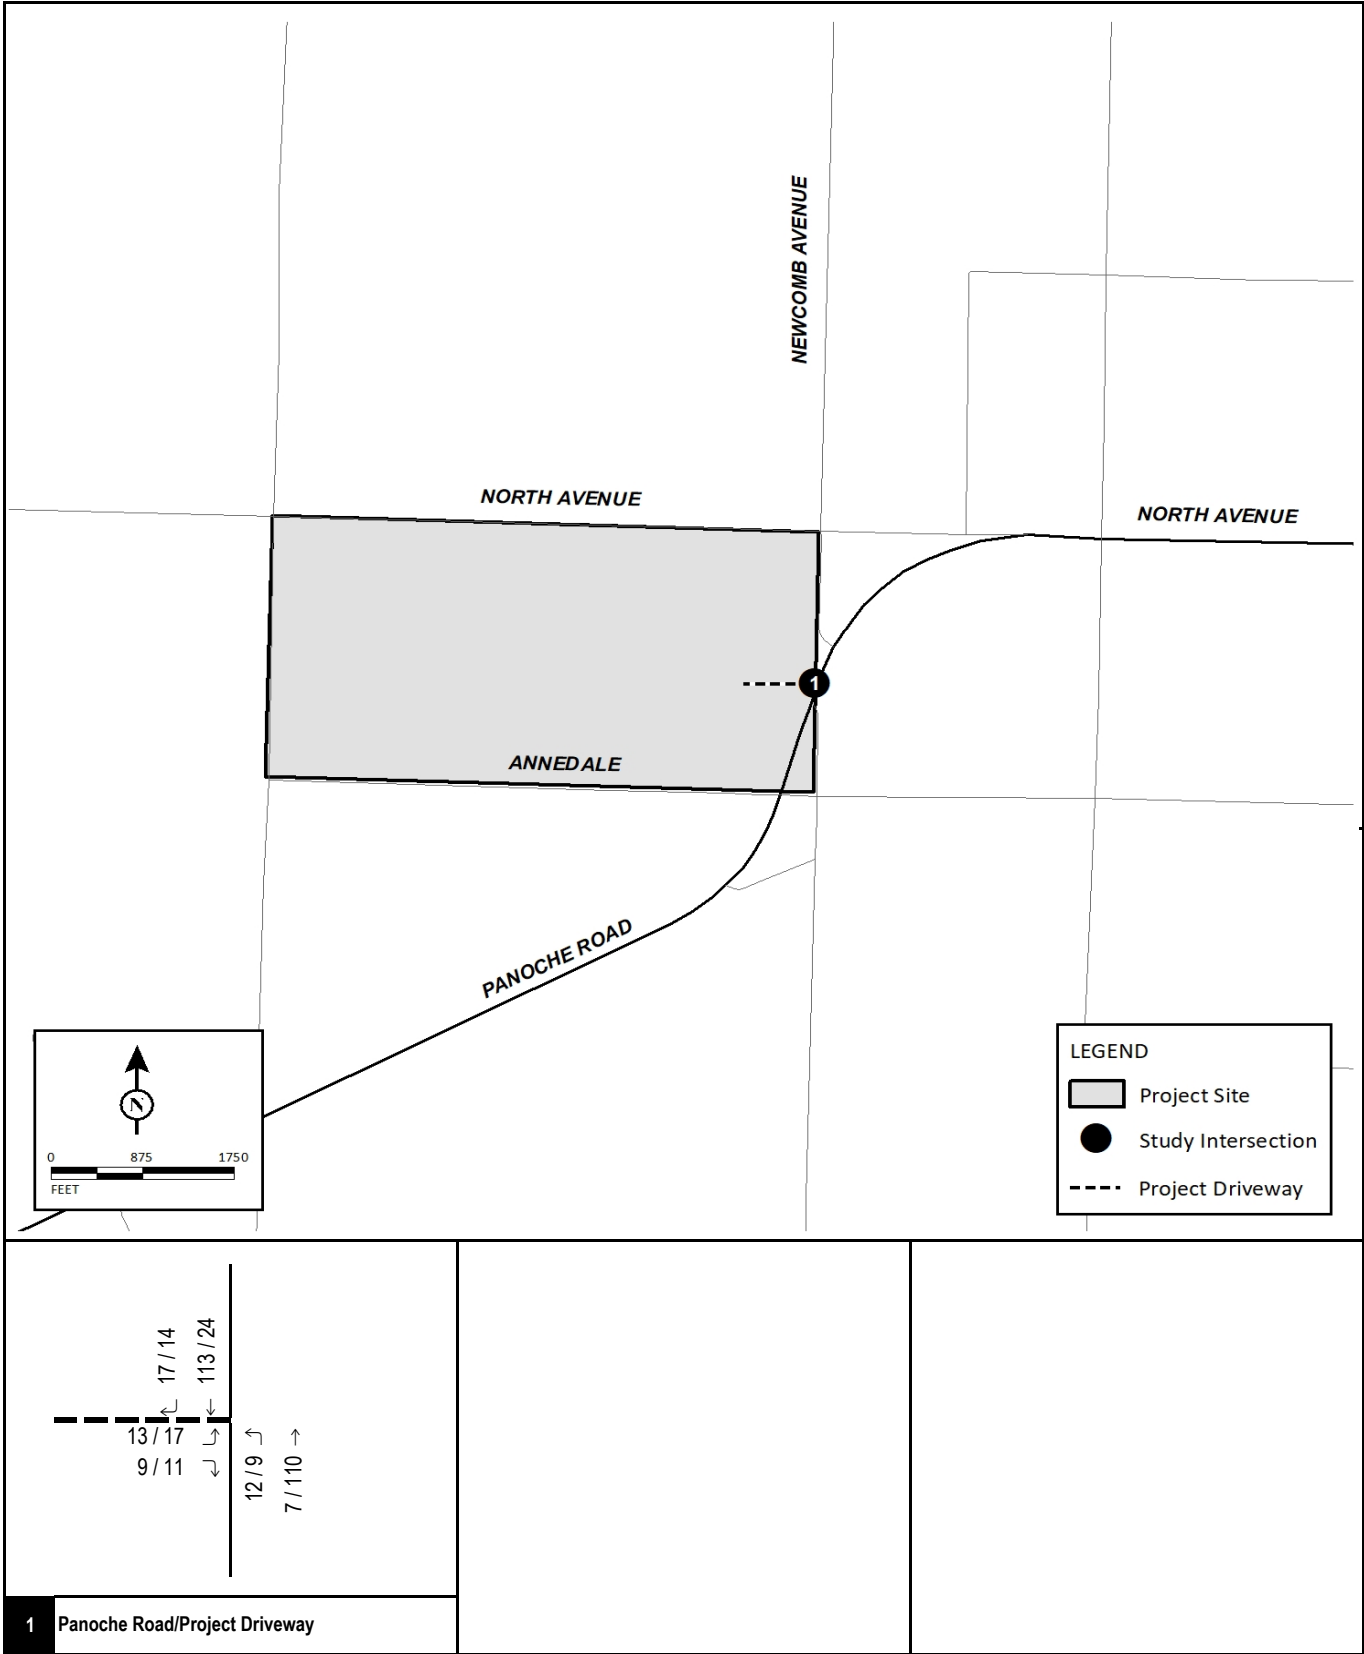 NEWCOMB AVENUE
NORTH AVENUE
NORTH AVENUE
1
ANNEDALE
PANOCHE ROAD
N
0 875 1750
FEET
LEGEND
Project Site
Study Intersection
Project Driveway
17 / 14
113 / 24
13 / 17
9 / 11
12 / 9
7 / 110
1 Panoche Road/Project Driveway